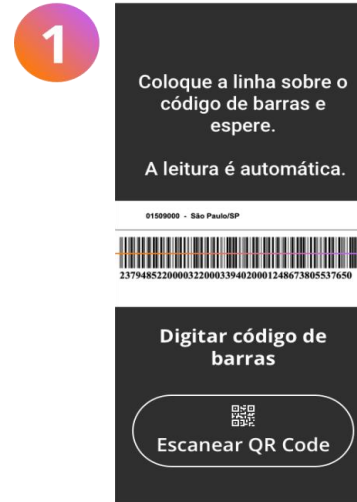 1
Coloque a linha sobre o
código de barras e
espere.
A leitura é automática.
01509000 - São Paulo/SP
23794852200003220003394020001248673805537650
Digitar código de
barras
Escanear QR Code